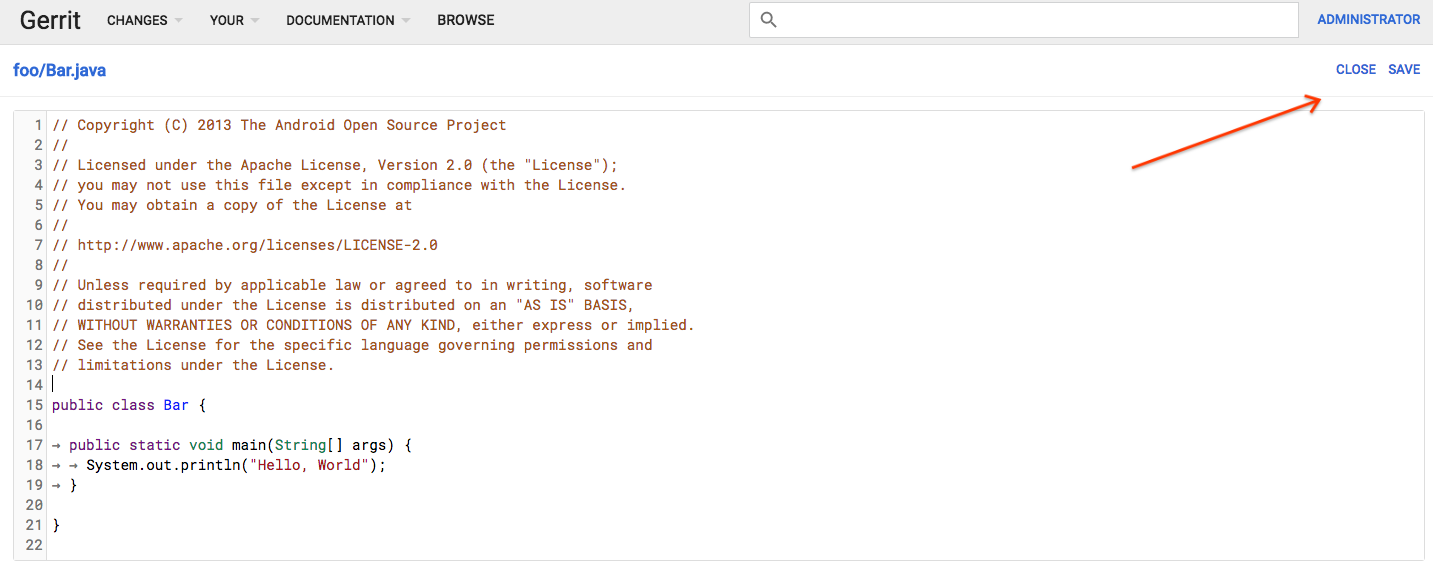 Gerrit CHANGES YOUR DOCUMENTATION BROWSE ADMINISTRATOR
foo/Bar.java CLOSE SAVE
1 // Copyright (C) 2013 The Android Open Source Project
2 //
3 // Licensed under the Apache License, Version 2.0 (the "License");
4 // you may not use this file except in compliance with the License.
5 // You may obtain a copy of the License at
6 //
7 // http://www.apache.org/licenses/LICENSE-2.0
8 //
9 // Unless required by applicable law or agreed to in writing, software
10 // distributed under the License is distributed on an "AS IS" BASIS,
11 // WITHOUT WARRANTIES OR CONDITIONS OF ANY KIND, either express or implied.
12 // See the License for the specific language governing permissions and
13 // limitations under the License.
14
15 public class Bar {
16
17 → public static void main(String[] args) {
18 → → System.out.println("Hello, World");
19 → }
20
21 }
22